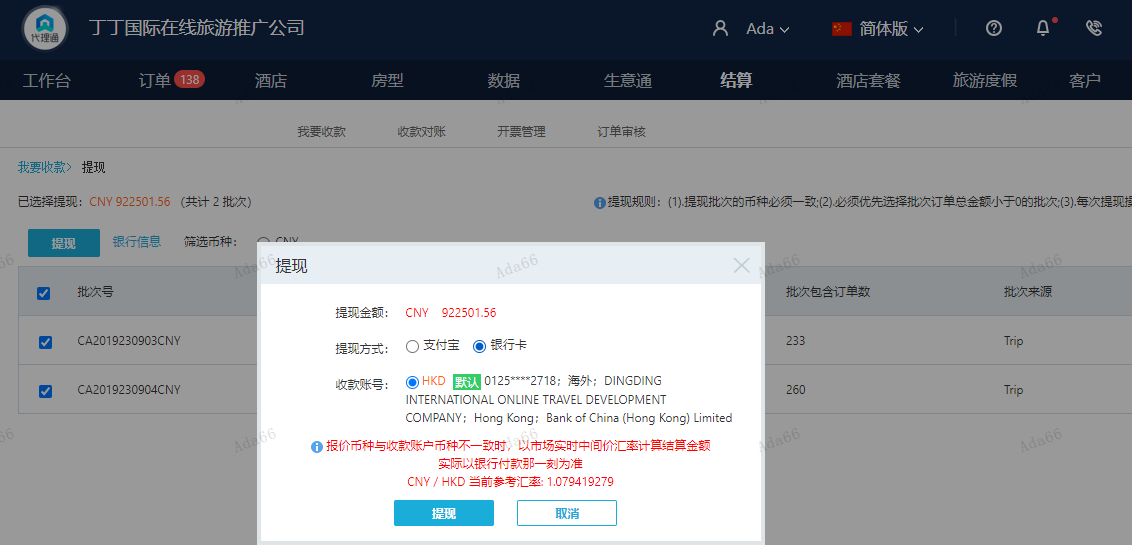 代理通
丁丁国际在线旅游推广公司
Ada
简体版
工作台 订单 138 酒店 房型 数据 生意通 结算 酒店套餐 旅游度假 客户
我要收款 收款对账 开票管理 订单审核
我要收款> 提现
已选择提现： CNY 922501.56 （共计 2 批次）
提现规则：(1).提现批次的币种必须一致;(2).必须优先选择批次订单总金额小于0的批次;(3).每次提现
提现 银行信息 筛选币种： CNY
批次号 批次包含订单数 批次来源
CA2019230903CNY 233 Trip
CA2019230904CNY 260 Trip
提现
提现金额： CNY 922501.56
提现方式： 支付宝 银行卡
收款账号： HKD 默认 0125****2718；海外；DINGDING
INTERNATIONAL ONLINE TRAVEL DEVELOPMENT
COMPANY；Hong Kong；Bank of China (Hong Kong) Limited
报价币种与收款账户币种不一致时，以市场实时中间价汇率计算结算金额
实际以银行付款那一刻为准
CNY / HKD 当前参考汇率: 1.079419279
提现 取消
Ada66
Ada66
Ada66
Ada66
Ada66
Ada66
Ada66